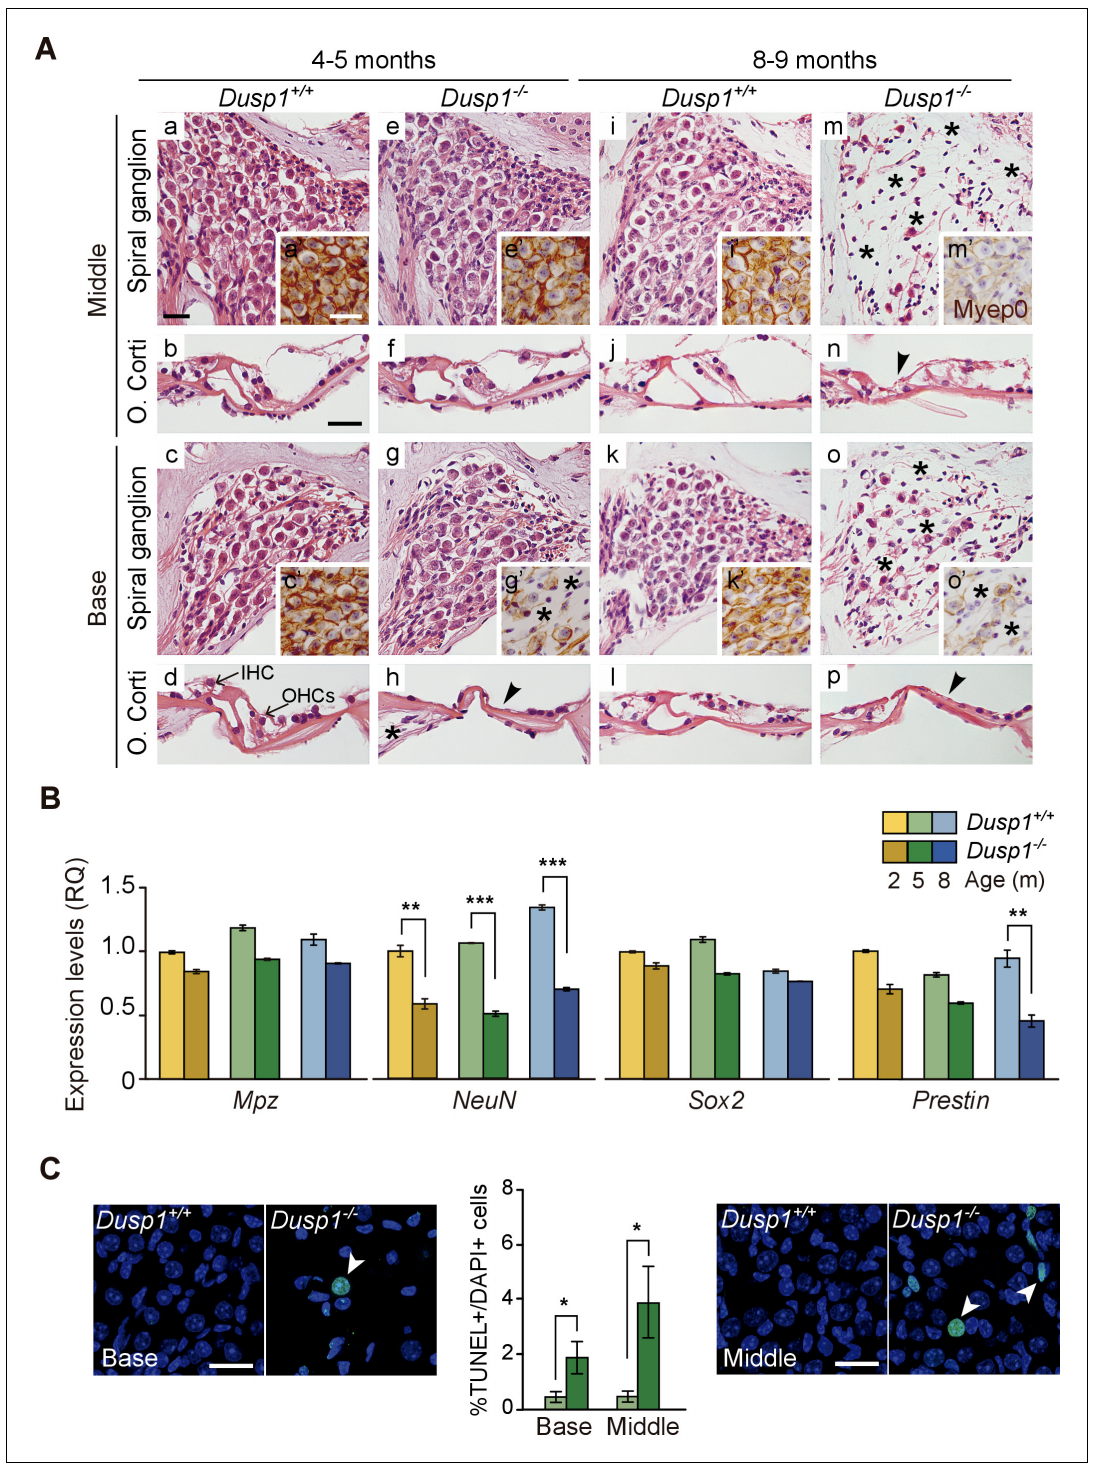 A
4-5 months
8-9 months
Dusp1+/+
Dusp1-/-
Dusp1+/+
Dusp1-/-
Middle
Spiral ganglion
a
e
i
m
*
*
*
*
*
a’
e’
i’
m’
Myep0
O. Corti
b
f
j
n
Base
Spiral ganglion
c
g
k
o
*
*
*
c’
g’
*
*
k’
o’
*
*
O. Corti
d
IHC
OHCs
h
*
l
p
B
Dusp1+/+
Dusp1-/-
2 5 8 Age (m)
Expression levels (RQ)
1.5
1.0
0.5
0
**
***
***
**
Mpz
NeuN
Sox2
Prestin
C
Dusp1+/+
Dusp1-/-
Base
%TUNEL+/DAPI+ cells
8
6
4
2
0
*
*
Base
Middle
Dusp1+/+
Dusp1-/-
Middle